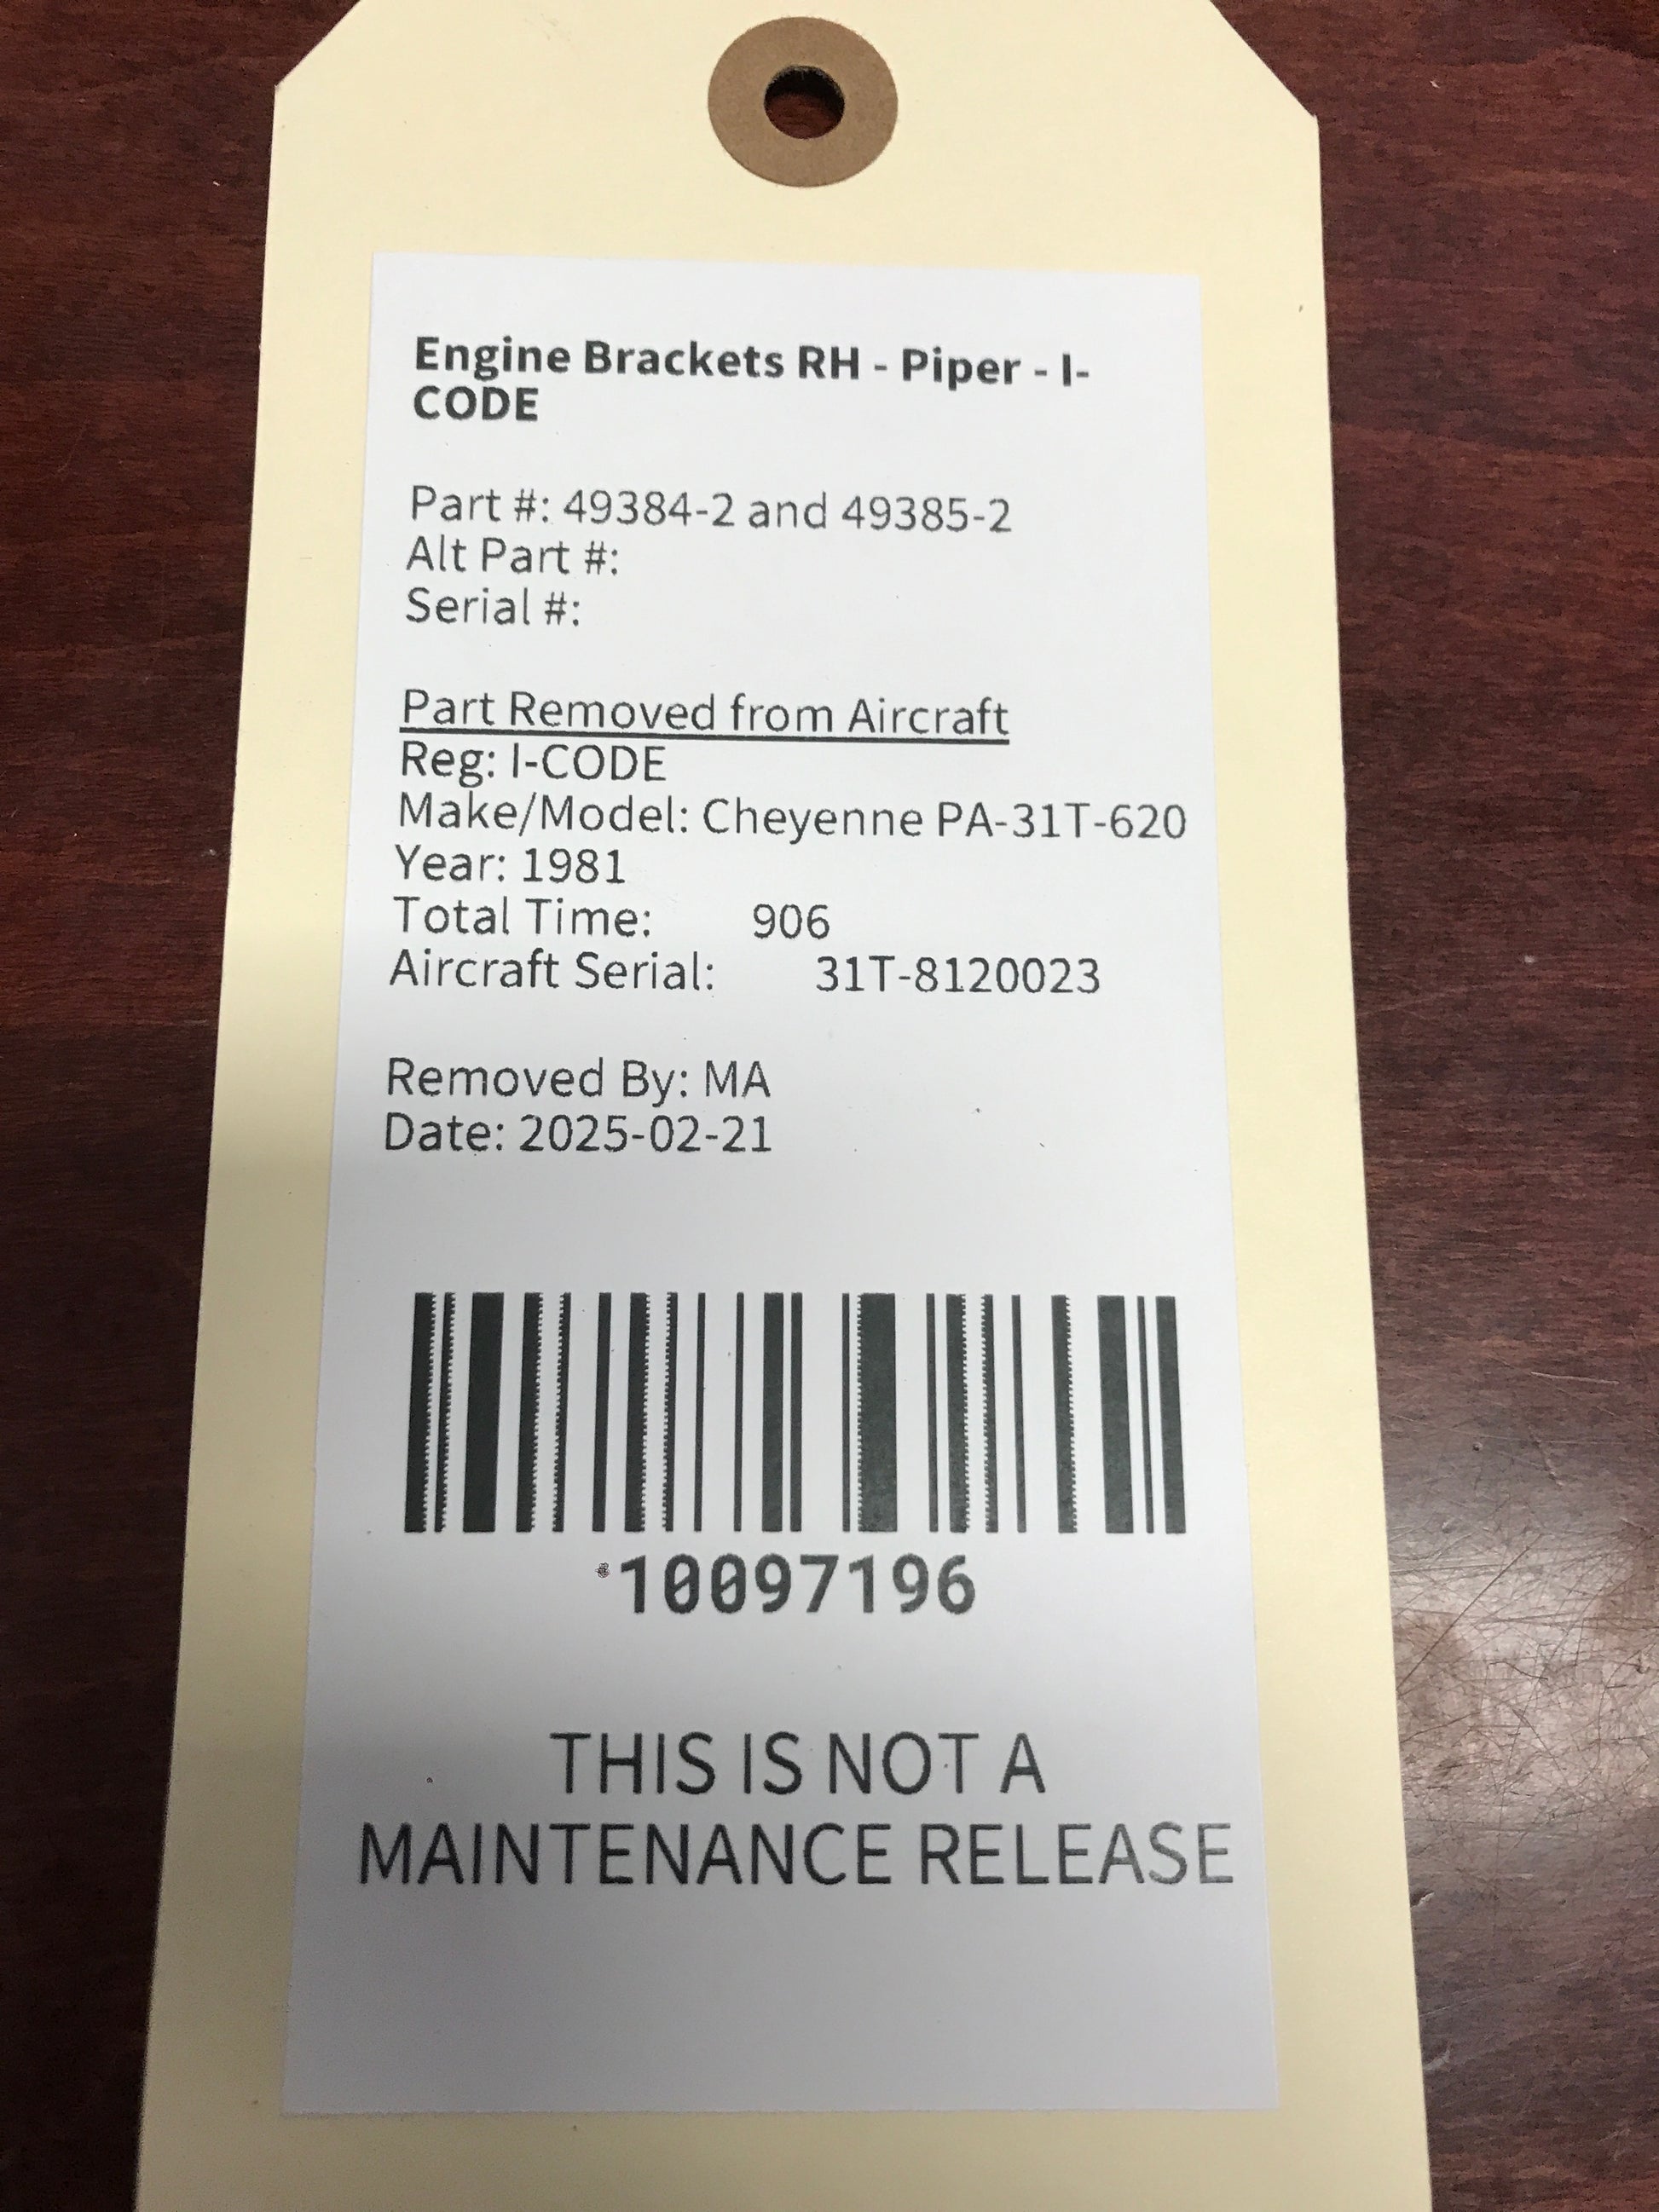 Engine Brackets RH - Piper - I-
CODE
Part #: 49384-2 and 49385-2
Alt Part #:
Serial #:
Part Removed from Aircraft
Reg: I-CODE
Make/Model: Cheyenne PA-31T-620
Year: 1981
Total Time: 906
Aircraft Serial: 31T-8120023
Removed By: MA
Date: 2025-02-21
10097196
THIS IS NOT A
MAINTENANCE RELEASE